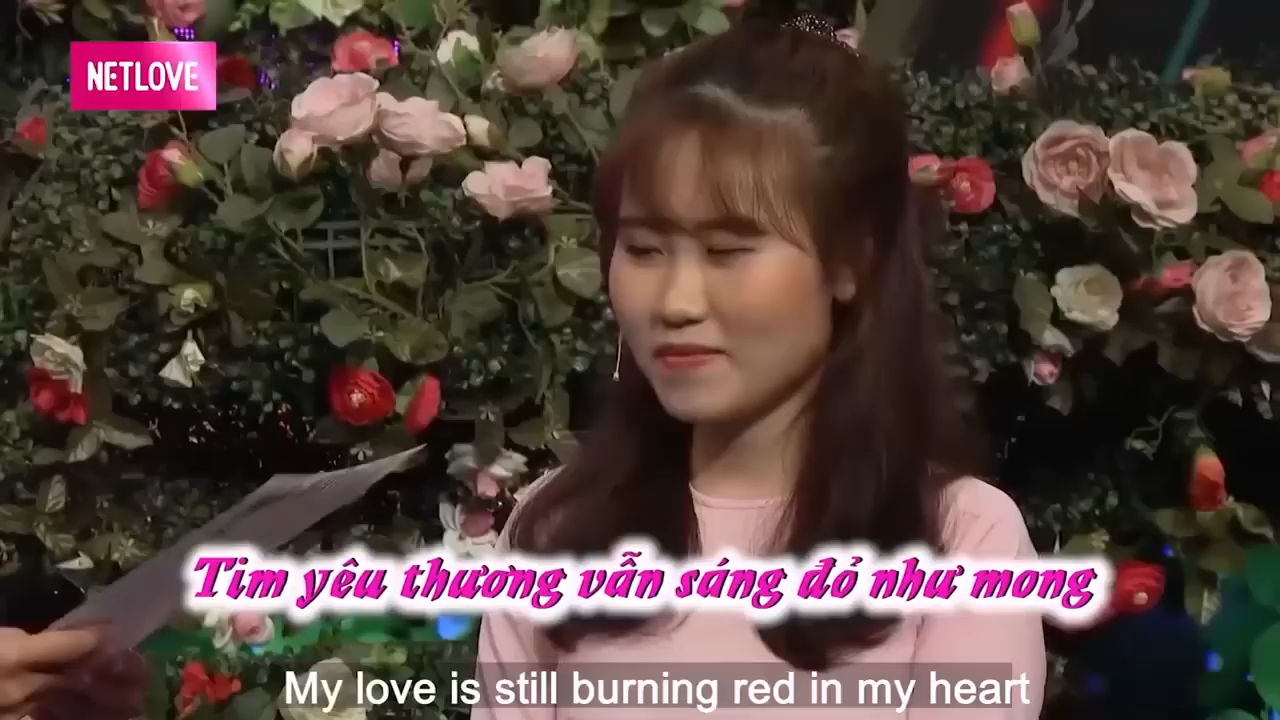 NETLOVE
Tim yêu thương vẫn sáng đỏ như mong
My love is still burning red in my heart